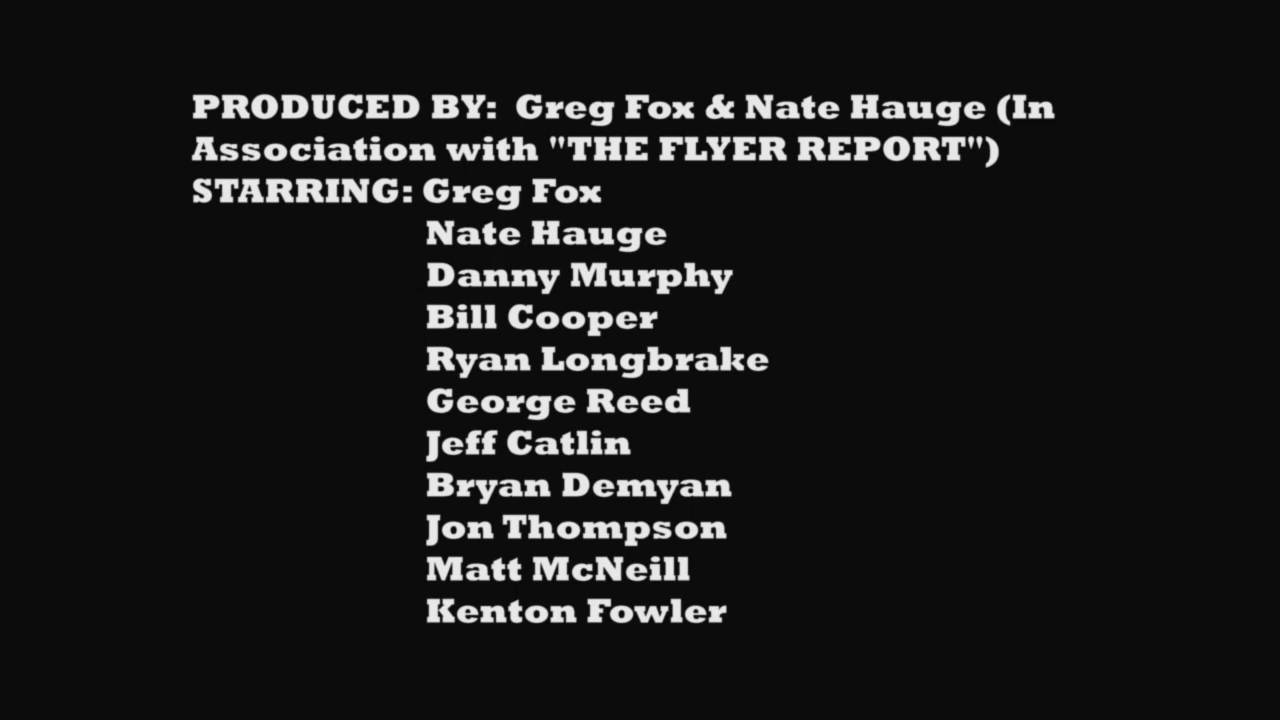 PRODUCED BY: Greg Fox & Nate Hauge (In
Association with "THE FLYER REPORT")
STARRING: Greg Fox
Nate Hauge
Danny Murphy
Bill Cooper
Ryan Longbrake
George Reed
Jeff Catlin
Bryan Demyan
Jon Thompson
Matt McNeill
Kenton Fowler